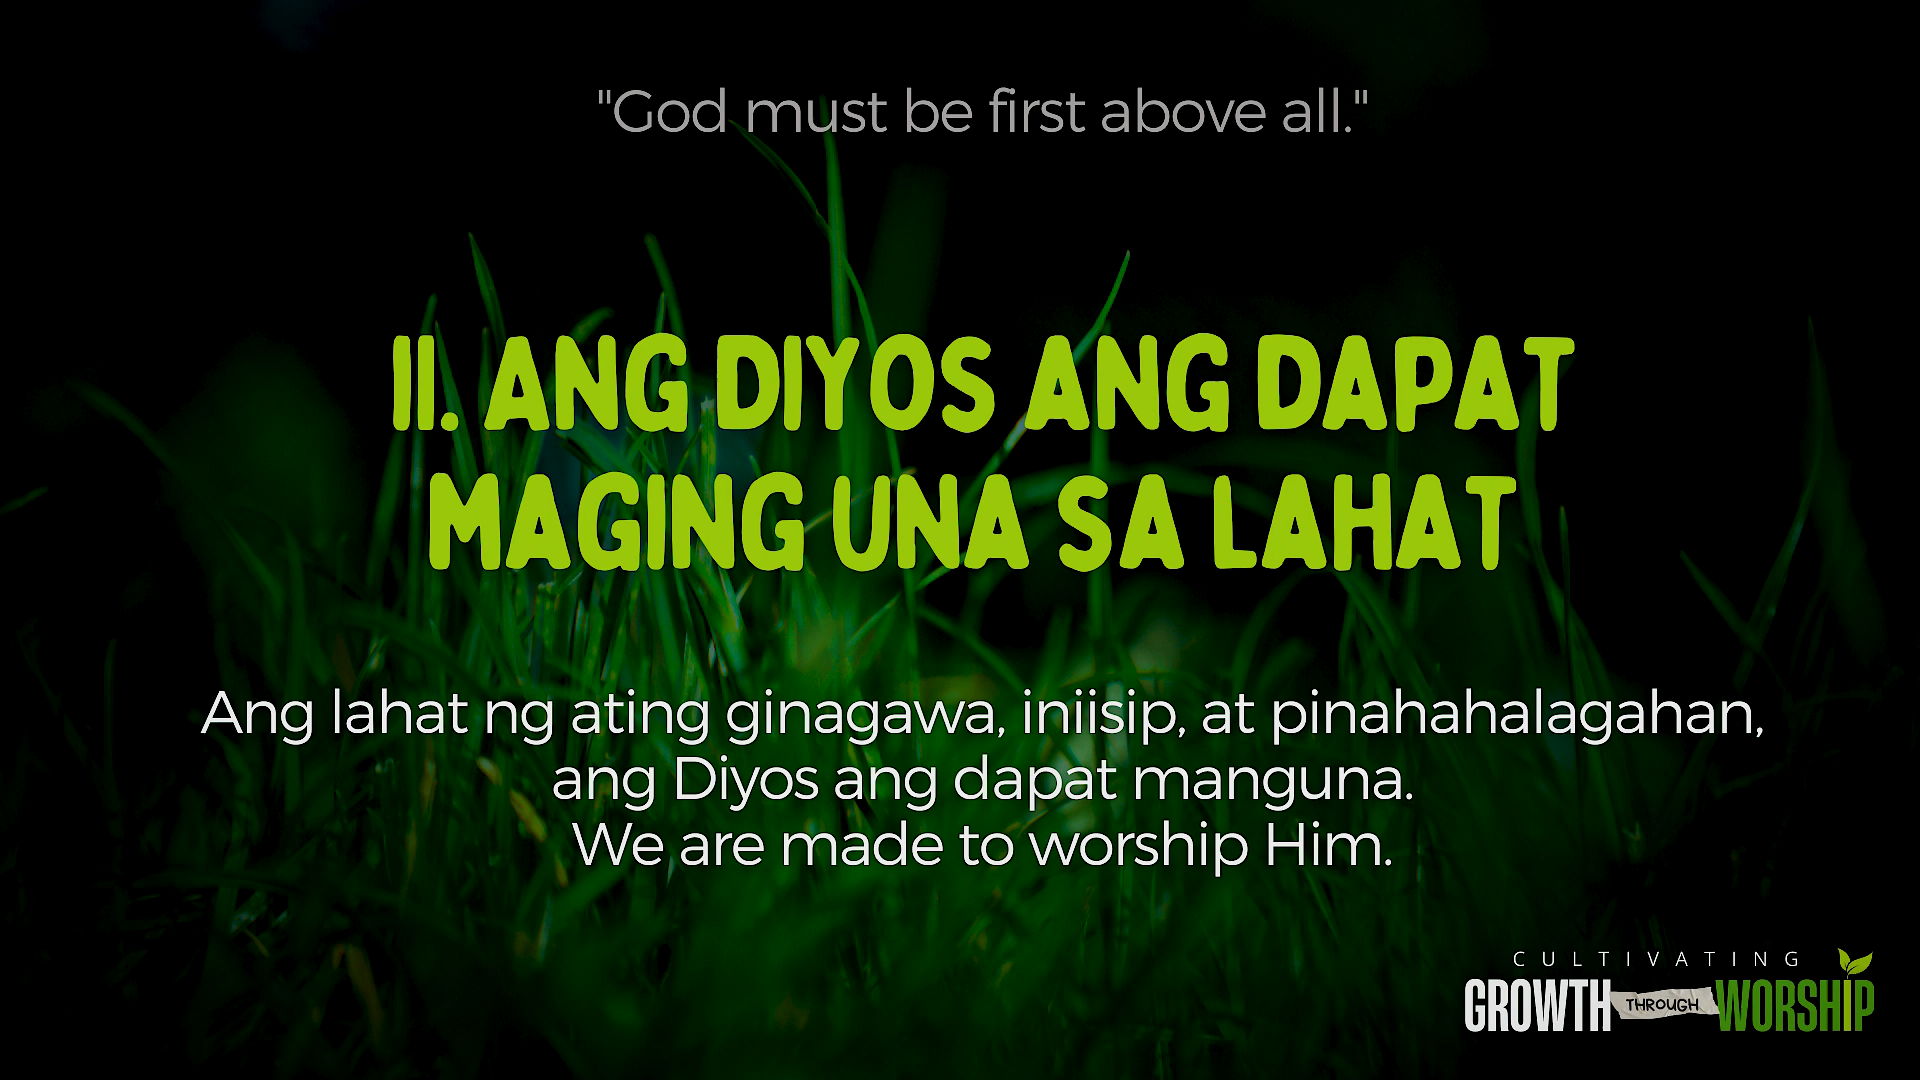 "God must be first above all."
II. ANG DIYOS ANG DAPAT
MAGING UNA SA LAHAT
Ang lahat ng ating ginagawa, iniisip, at pinahahalagahan,
ang Diyos ang dapat manguna.
We are made to worship Him.
CULTIVATING
GROWTH THROUGH WORSHIP